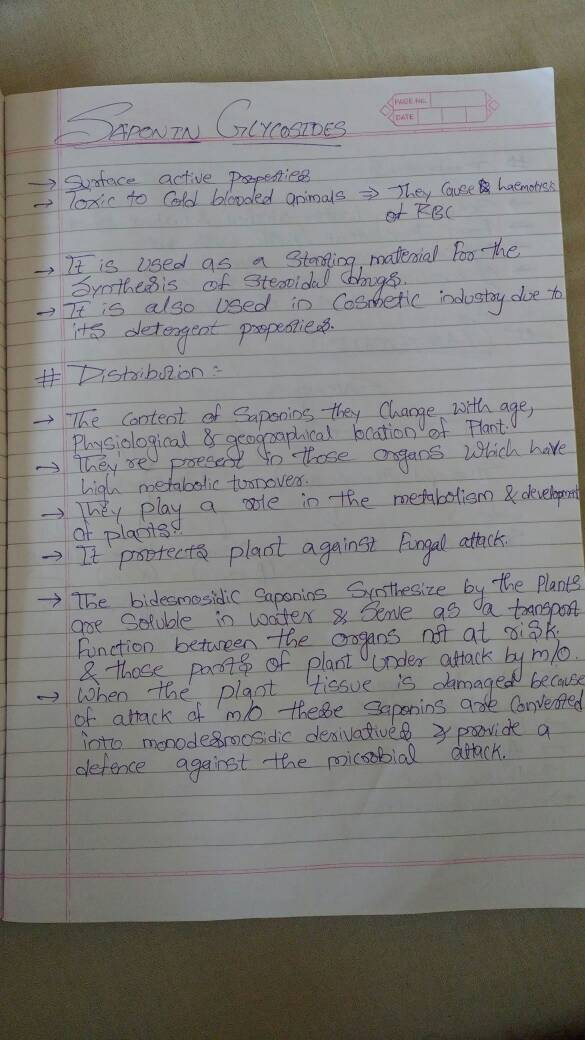 PAGE NO.
DATE
SAPONIN GLYCOSIDES
→ Surface active Properties
→ Toxic to Cold blooded animals ⇒ They Cause haemolysis
of RBC
→ It is used as a Starting material For the
Synthesis of Steroidal drugs.
→ It is also used in Cosmetic industry due to
its detergent properties.
# Distribution :-
→ The Content of Saponins they Change with age,
Physiological & geographical location of Plant.
→ They're present in those organs which have
high metabolic turnover.
→ They play a role in the metabolism & development
of plants.
→ It protects plant against Fungal attack.
→ The bidesmosidic Saponins Synthesize by the Plants
are Soluble in water & Serve as a transport
Function between the organs not at risk.
& those parts of plant under attack by m/o.
→ When the plant tissue is damaged because
of attack of m/o these Saponins are Converted
into monodesmosidic derivatives & provide a
defence against the microbial attack.